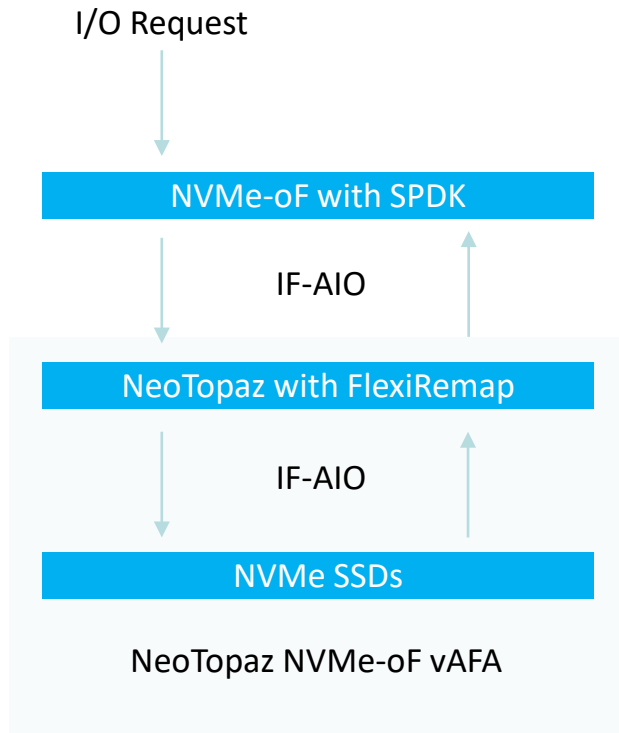 I/O Request
NVMe-oF with SPDK
IF-AIO
NeoTopaz with FlexiRemap
IF-AIO
NVMe SSDs
NeoTopaz NVMe-oF vAFA